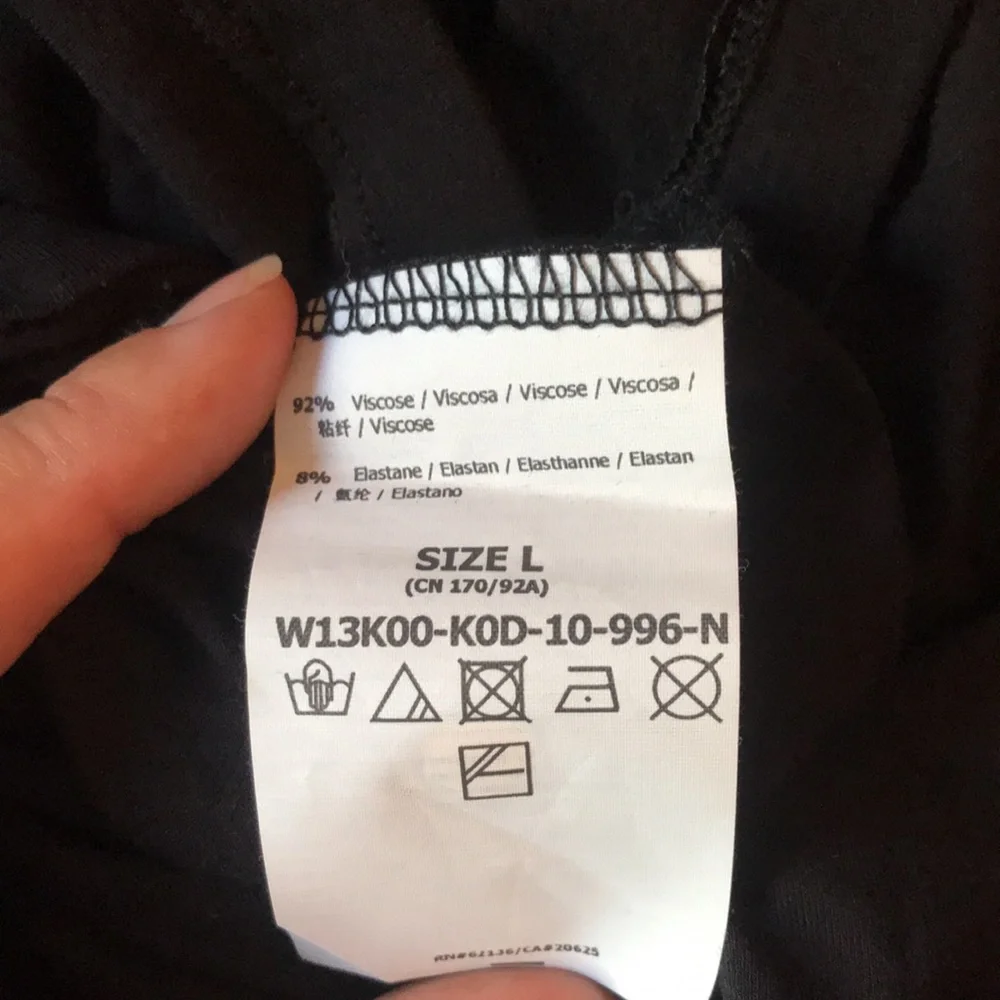 92% Viscose / Viscosa / Viscose / Viscosa /
粘纤 / Viscose
8% Elastane / Elastan / Elasthanne / Elastan
/ 氨纶 / Elastano
SIZE L
(CN 170/92A)
W13K00-K0D-10-996-N
RN#62136/CA#20625